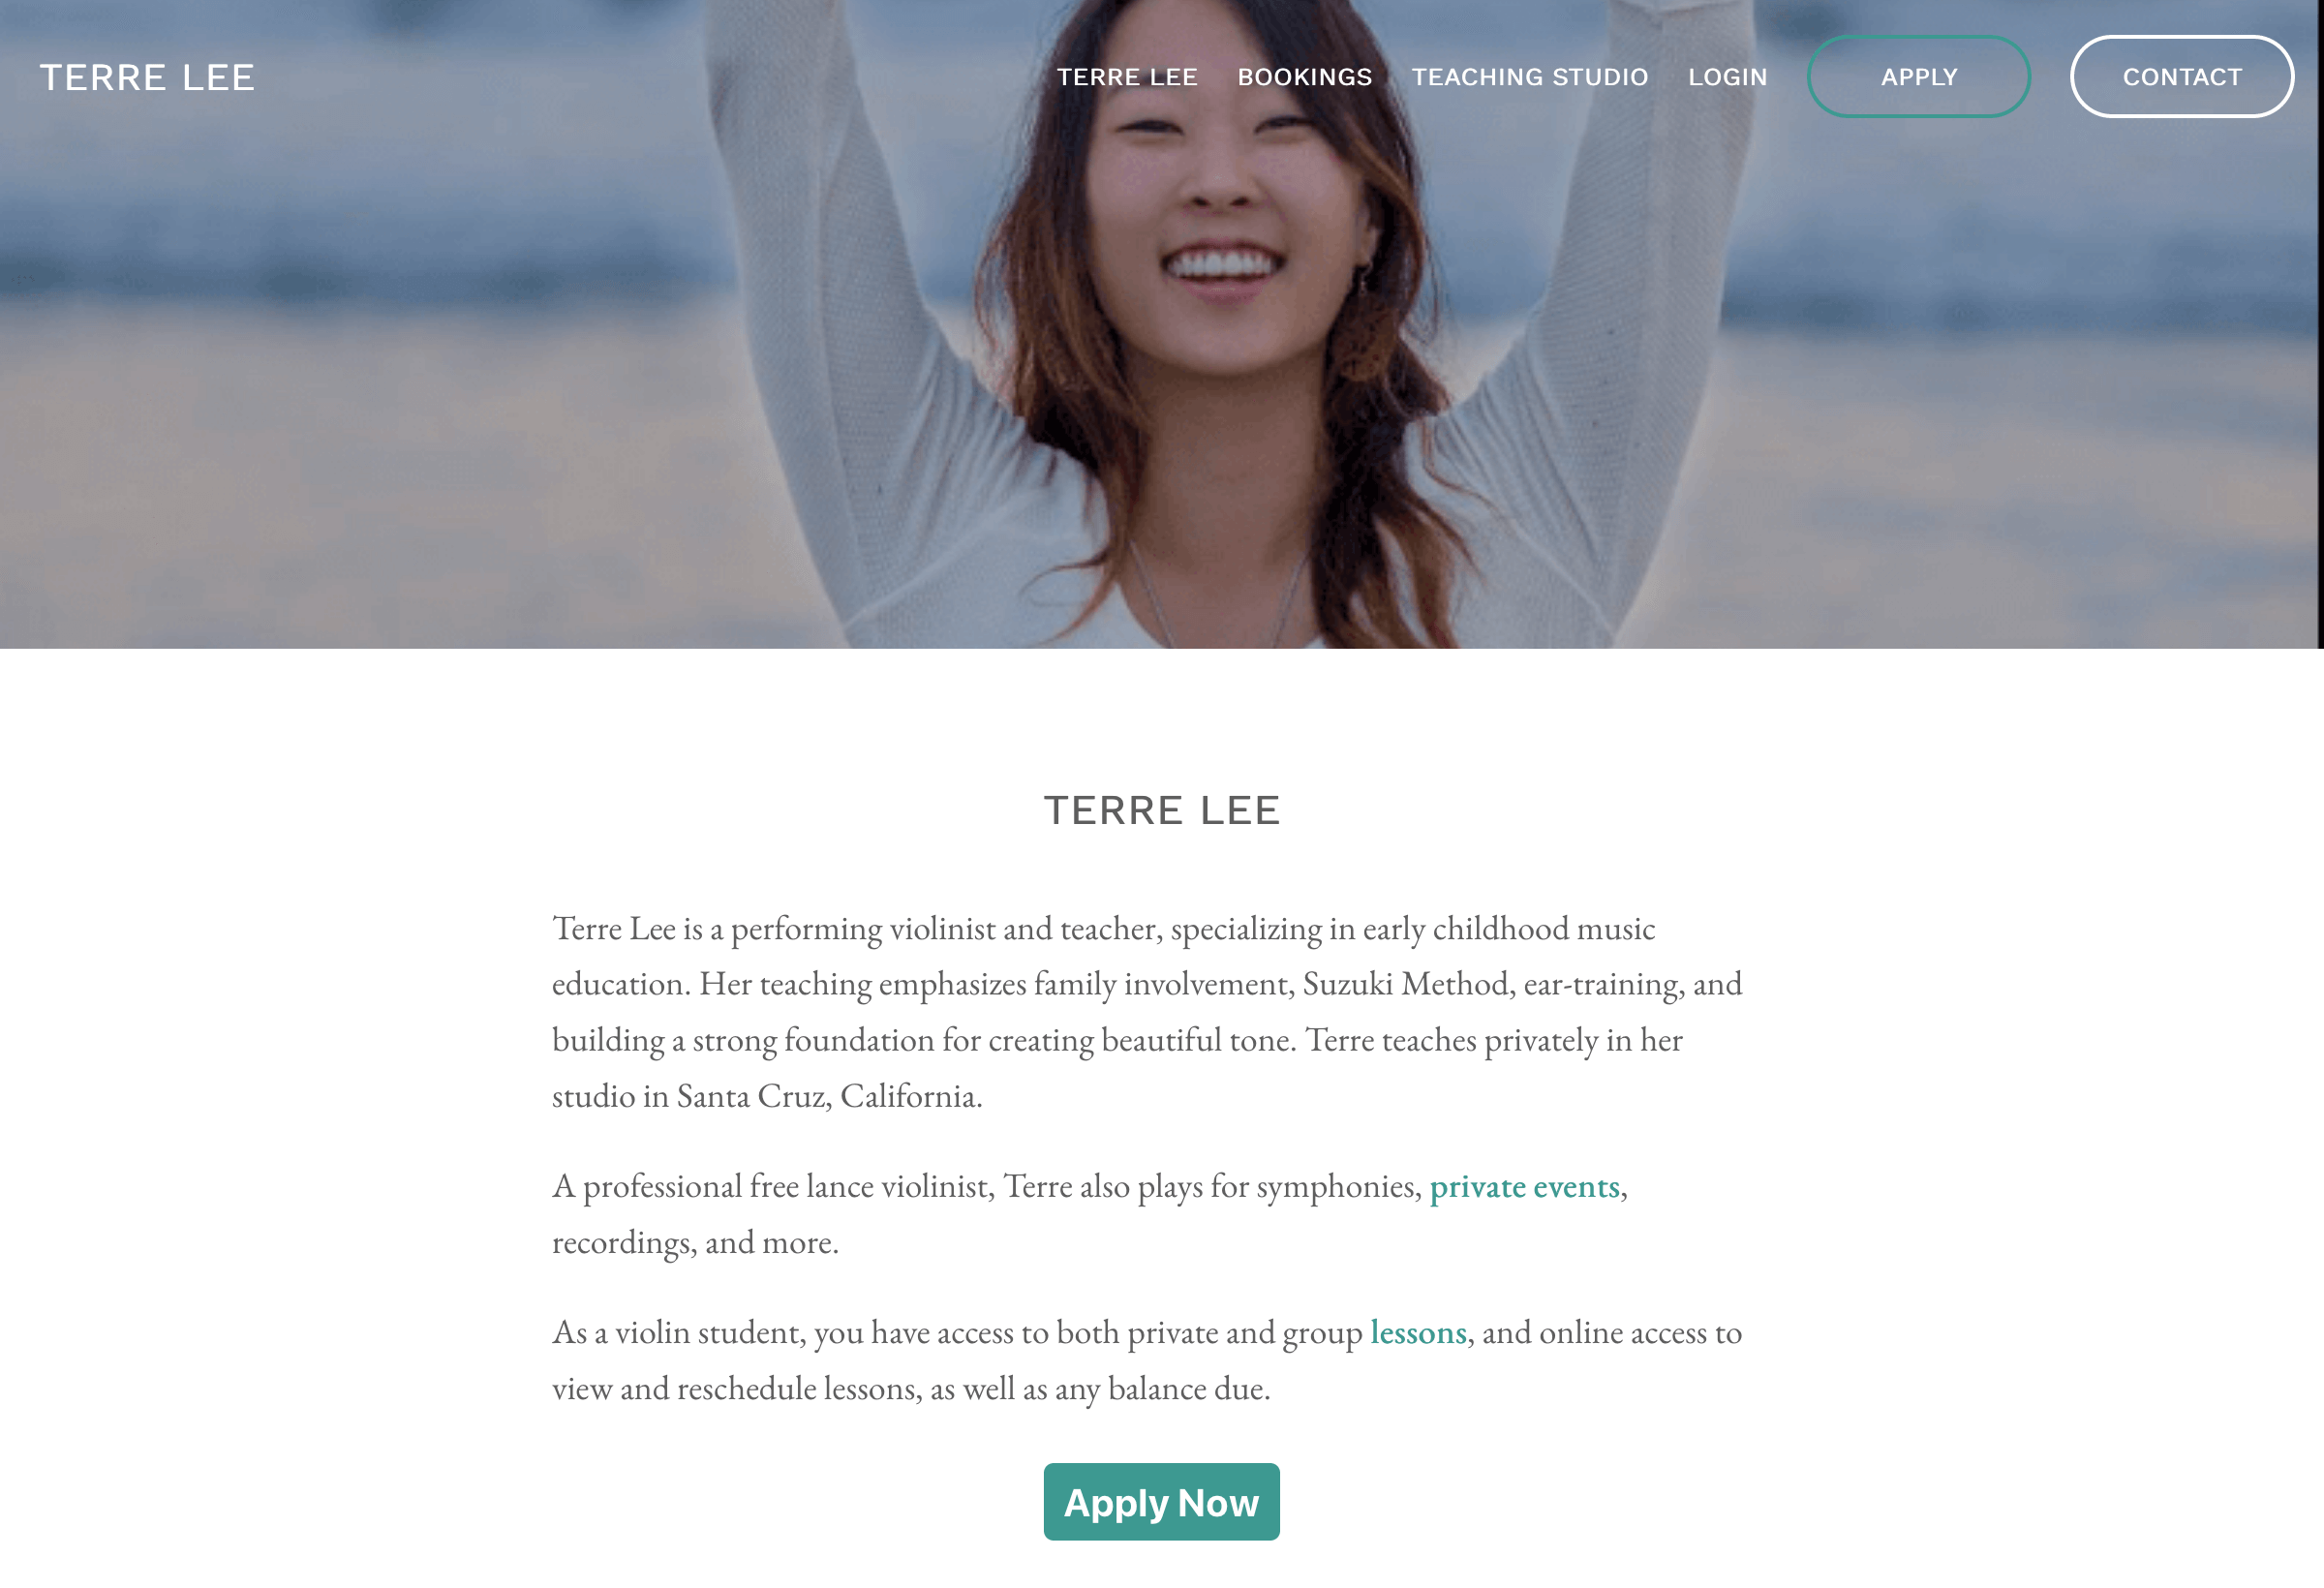 TERRE LEE
TERRE LEE BOOKINGS TEACHING STUDIO LOGIN APPLY CONTACT
TERRE LEE
Terre Lee is a performing violinist and teacher, specializing in early childhood music
education. Her teaching emphasizes family involvement, Suzuki Method, ear-training, and
building a strong foundation for creating beautiful tone. Terre teaches privately in her
studio in Santa Cruz, California.
A professional free lance violinist, Terre also plays for symphonies, private events,
recordings, and more.
As a violin student, you have access to both private and group lessons, and online access to
view and reschedule lessons, as well as any balance due.
Apply Now